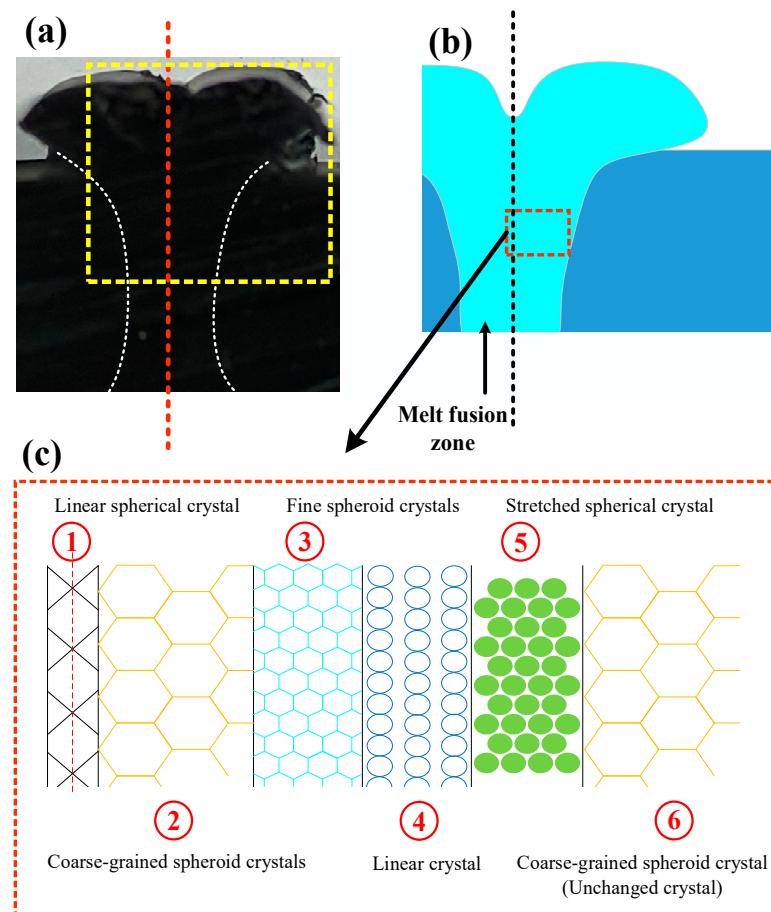 (a)
(b)
Melt fusion
zone
(c)
Linear spherical crystal
Fine spheroid crystals
Stretched spherical crystal
1
3
5
2
4
6
Coarse-grained spheroid crystals
Linear crystal
Coarse-grained spheroid crystal
(Unchanged crystal)